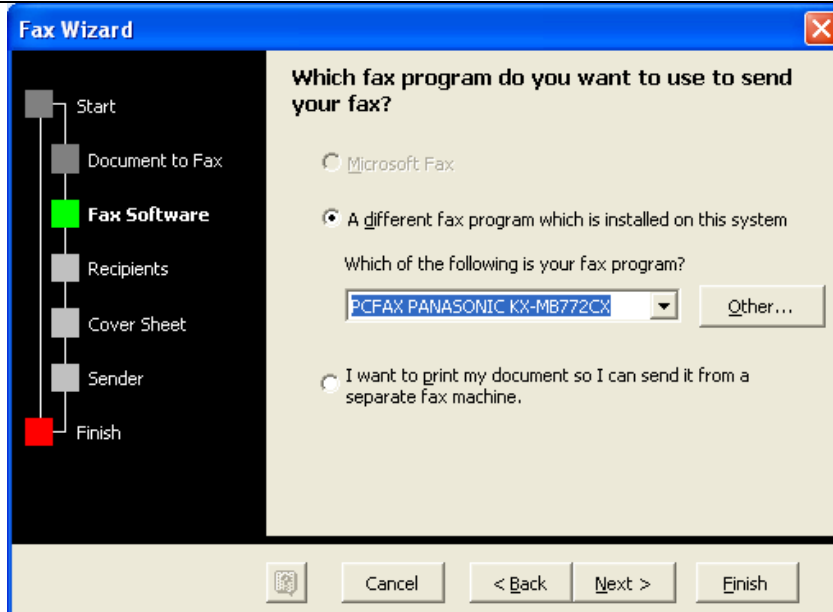 Fax Wizard
Which fax program do you want to use to send
your fax?
Start
Document to Fax
Fax Software
Recipients
Cover Sheet
Sender
Finish
Microsoft Fax
A different fax program which is installed on this system
Which of the following is your fax program?
PCFAX PANASONIC KX-MB772CX
Other...
I want to print my document so I can send it from a
separate fax machine.
Cancel
< Back
Next >
Finish